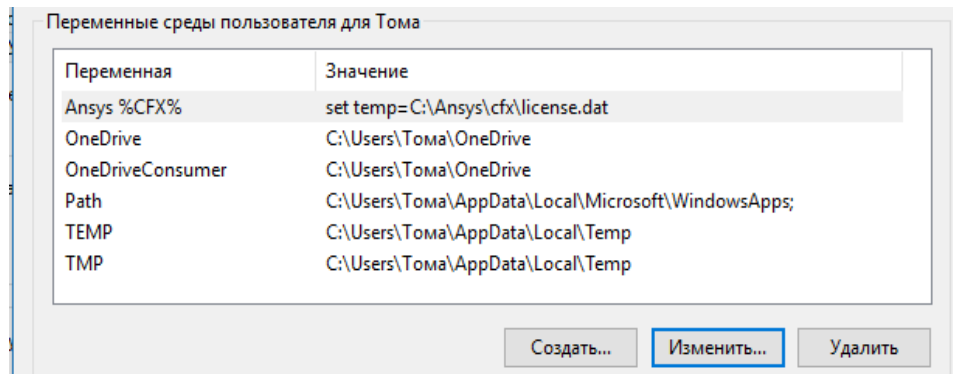 Переменные среды пользователя для Тома
Переменная Значение
Ansys %CFX% set temp=C:\Ansys\cfx\license.dat
OneDrive C:\Users\Тома\OneDrive
OneDriveConsumer C:\Users\Тома\OneDrive
Path C:\Users\Тома\AppData\Local\Microsoft\WindowsApps;
TEMP C:\Users\Тома\AppData\Local\Temp
TMP C:\Users\Тома\AppData\Local\Temp
Создать... Изменить... Удалить